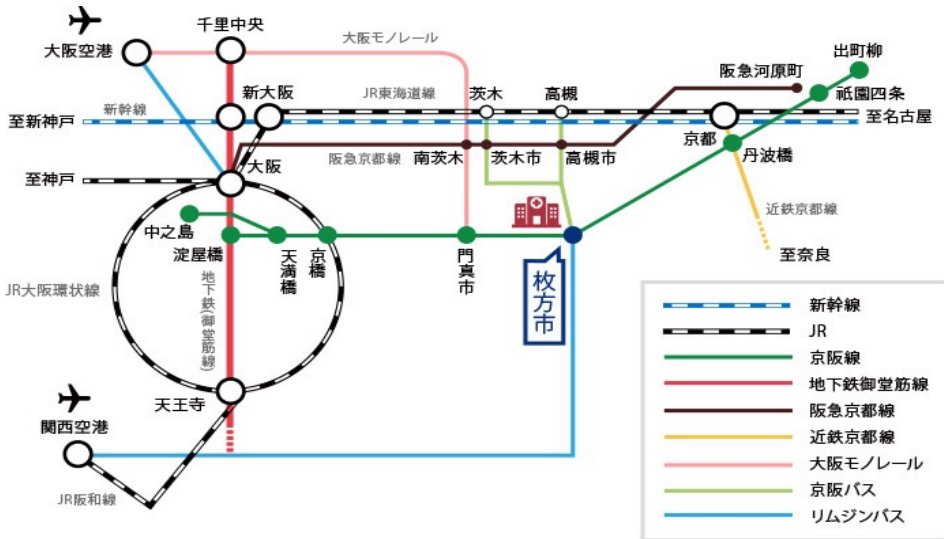 千里中央
大阪モノレール
大阪空港
出町柳
阪急河原町
新大阪
JR東海道線
茨木
高槻
祇園四条
新幹線
至新神戸
至名古屋
京都
大阪
阪急京都線
南茨木
茨木市
高槻市
丹波橋
至神戸
近鉄京都線
中之島
淀屋橋
天満橋
京橋
門真市
至奈良
枚方市
JR大阪環状線
地下鉄(御堂筋線)
天王寺
関西空港
JR阪和線
新幹線
JR
京阪線
地下鉄御堂筋線
阪急京都線
近鉄京都線
大阪モノレール
京阪バス
リムジンバス